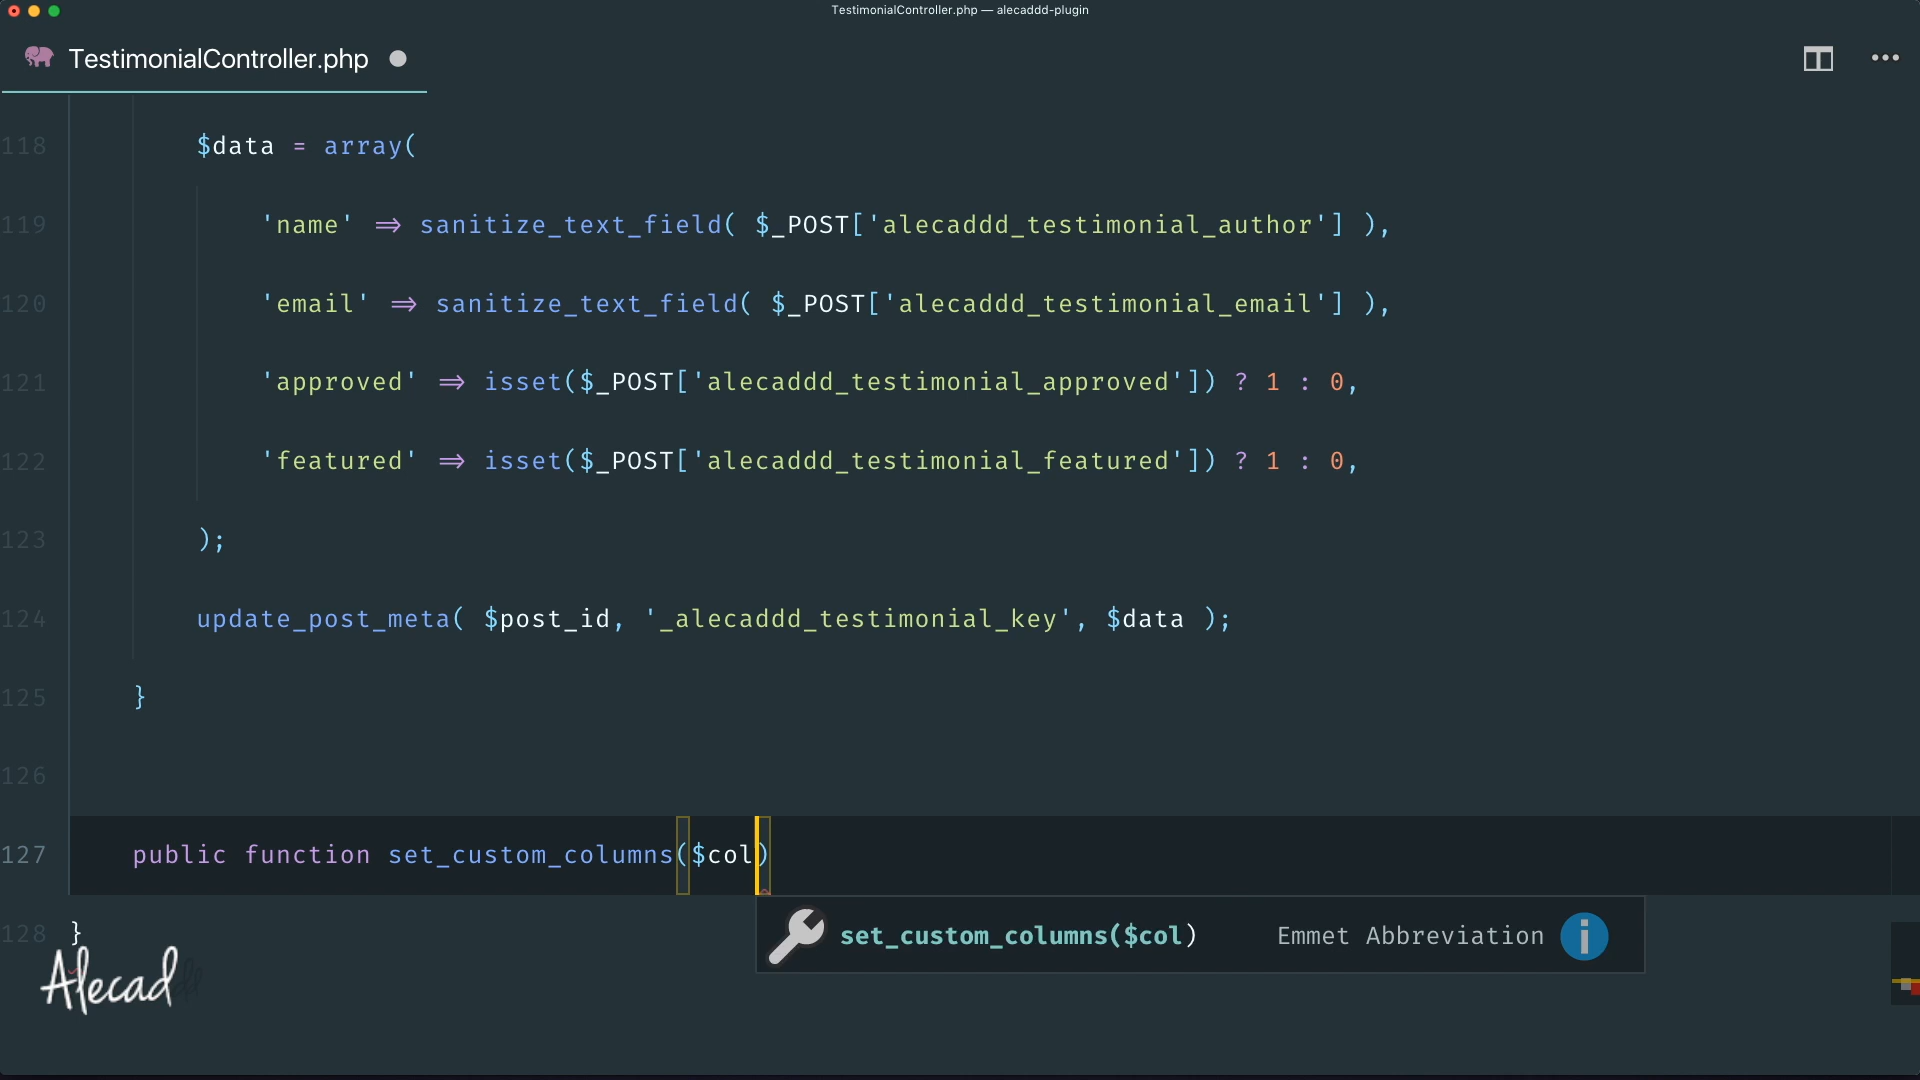 TestimonialController.php — alecaddd-plugin
TestimonialController.php
118 $data = array(
119 'name' => sanitize_text_field( $_POST['alecaddd_testimonial_author'] ),
120 'email' => sanitize_text_field( $_POST['alecaddd_testimonial_email'] ),
121 'approved' => isset($_POST['alecaddd_testimonial_approved']) ? 1 : 0,
122 'featured' => isset($_POST['alecaddd_testimonial_featured']) ? 1 : 0,
123 );
124 update_post_meta( $post_id, '_alecaddd_testimonial_key', $data );
125 }
126
127 public function set_custom_columns($col)
set_custom_columns($col) Emmet Abbreviation
128 }
Alecaddd